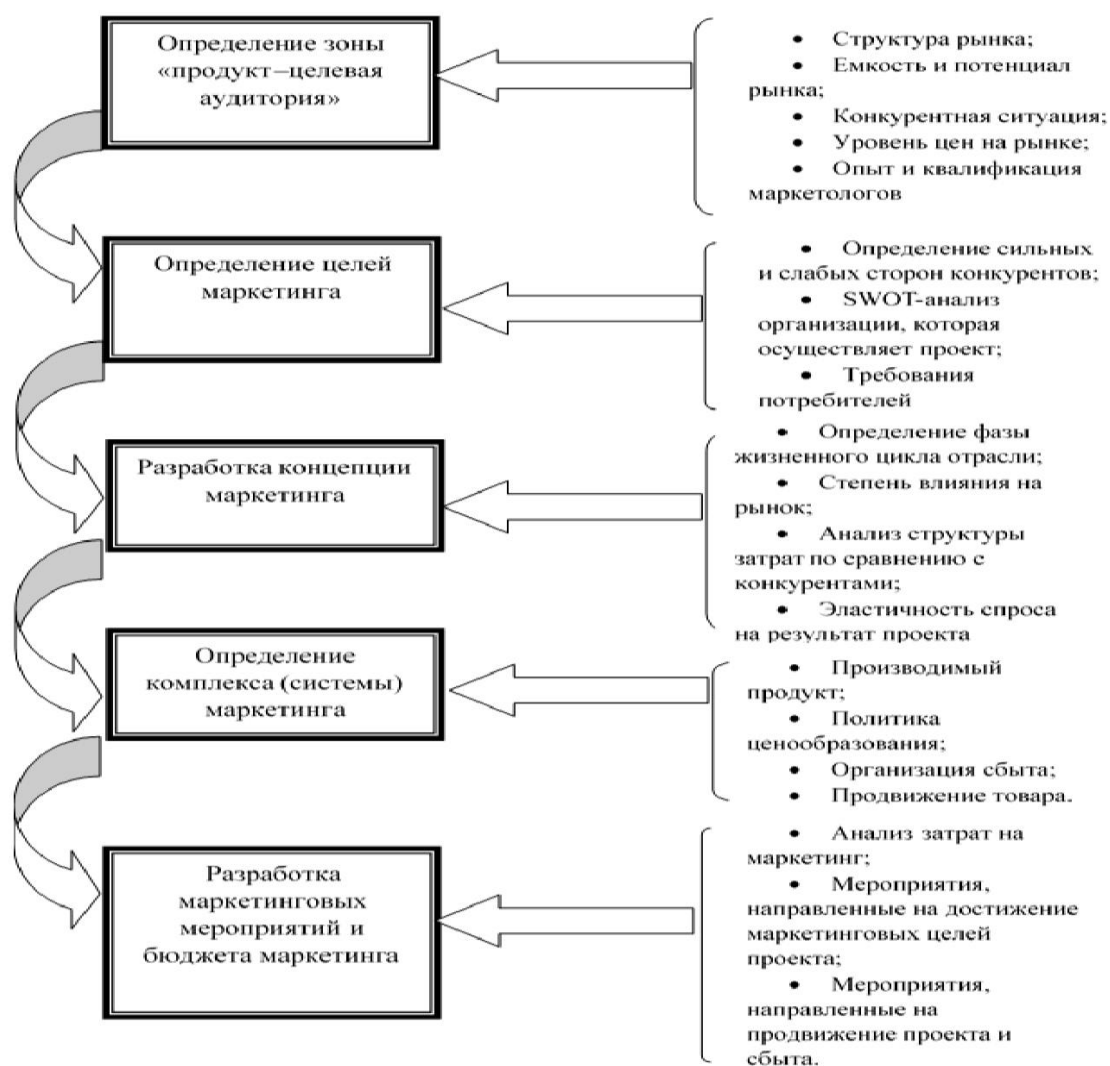 Определение зоны
«продукт–целевая
аудитория»
• Структура рынка;
• Емкость и потенциал
рынка;
• Конкурентная ситуация;
• Уровень цен на рынке;
• Опыт и квалификация
маркетологов
Определение целей
маркетинга
• Определение сильных
и слабых сторон конкурентов;
• SWOT-анализ
организации, которая
осуществляет проект;
• Требования
потребителей
Разработка концепции
маркетинга
• Определение фазы
жизненного цикла отрасли;
• Степень влияния на
рынок;
• Анализ структуры
затрат по сравнению с
конкурентами;
• Эластичность спроса
на результат проекта
Определение
комплекса (системы)
маркетинга
• Производимый
продукт;
• Политика
ценообразования;
• Организация сбыта;
• Продвижение товара.
Разработка
маркетинговых
мероприятий и
бюджета маркетинга
• Анализ затрат на
маркетинг;
• Мероприятия,
направленные на достижение
маркетинговых целей
проекта;
• Мероприятия,
направленные на
продвижение проекта и
сбыта.